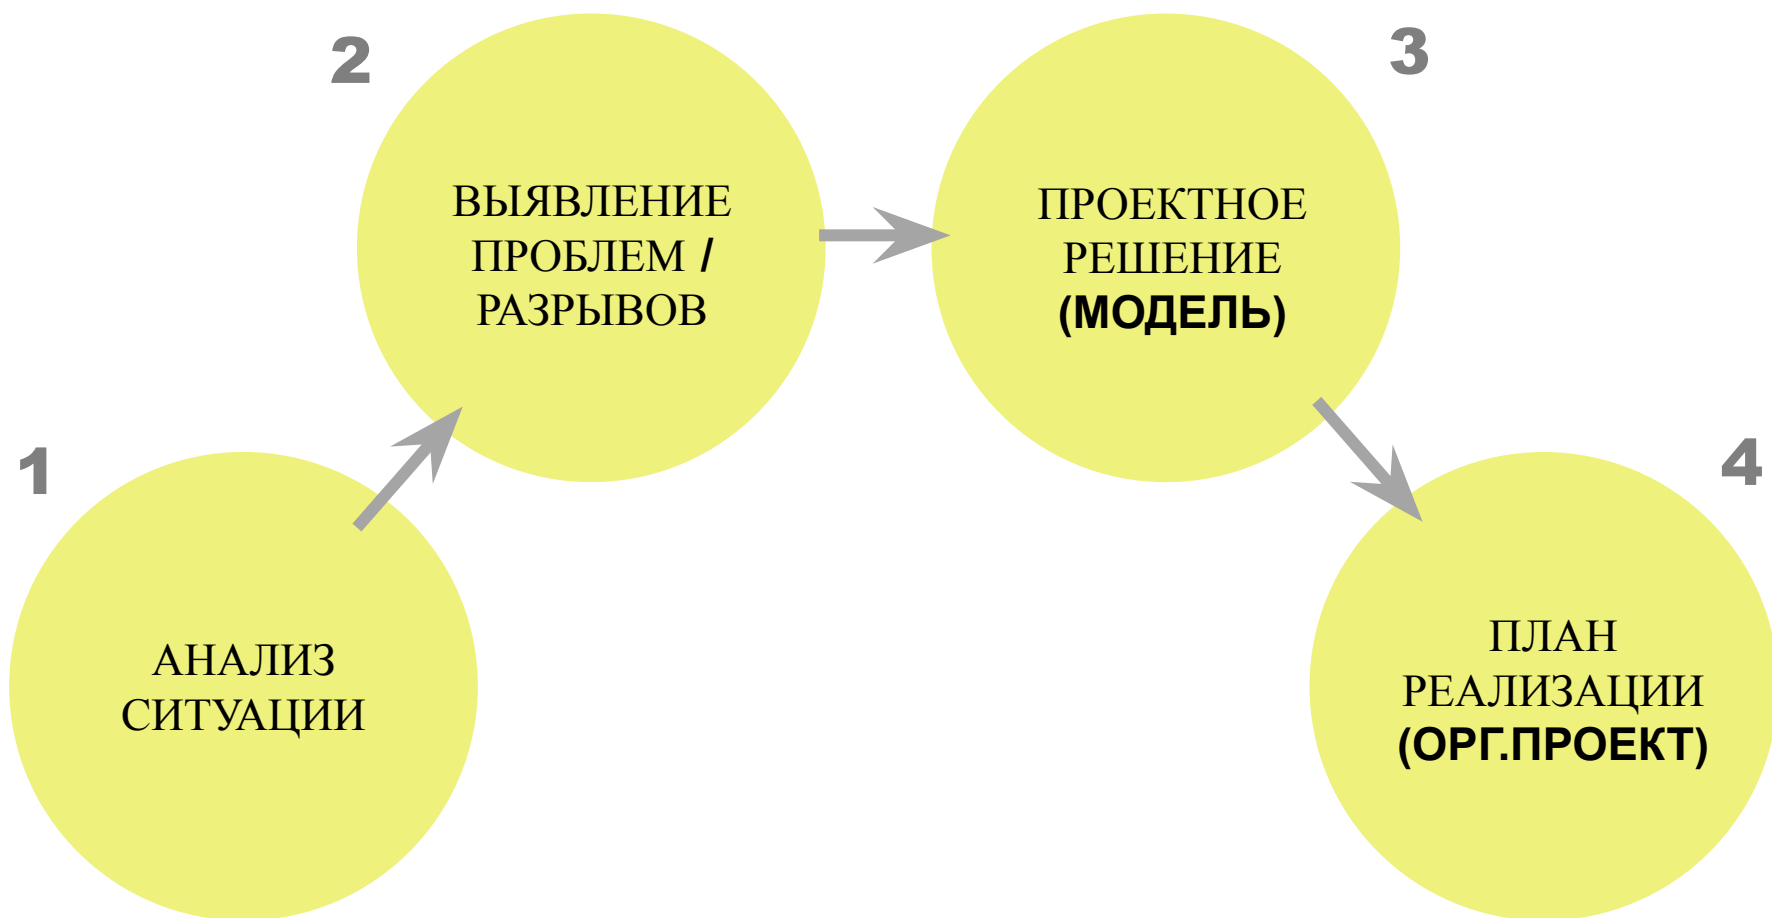 1
АНАЛИЗ
СИТУАЦИИ
2
ВЫЯВЛЕНИЕ
ПРОБЛЕМ /
РАЗРЫВОВ
3
ПРОЕКТНОЕ
РЕШЕНИЕ
(МОДЕЛЬ)
4
ПЛАН
РЕАЛИЗАЦИИ
(ОРГ.ПРОЕКТ)